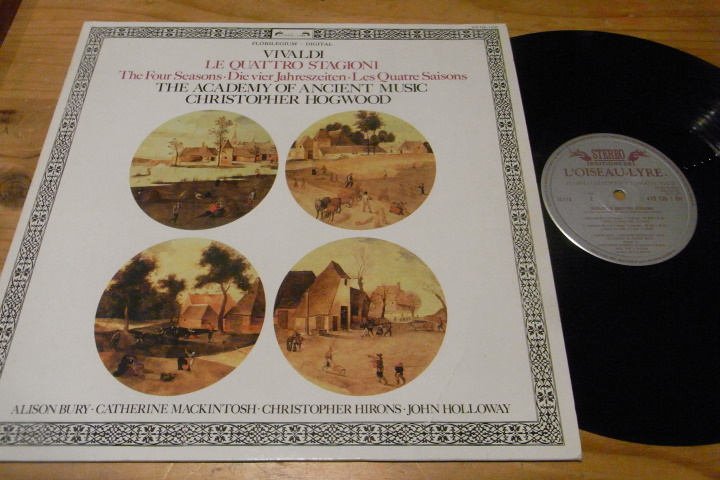 FLORILEGIUM · DIGITAL
VIVALDI
LE QUATTRO STAGIONI
The Four Seasons · Die vier Jahreszeiten · Les Quatre Saisons
THE ACADEMY OF ANCIENT MUSIC
CHRISTOPHER HOGWOOD
ALISON BURY · CATHERINE MACKINTOSH · CHRISTOPHER HIRONS · JOHN HOLLOWAY
STEREO
L'OISEAU-LYRE